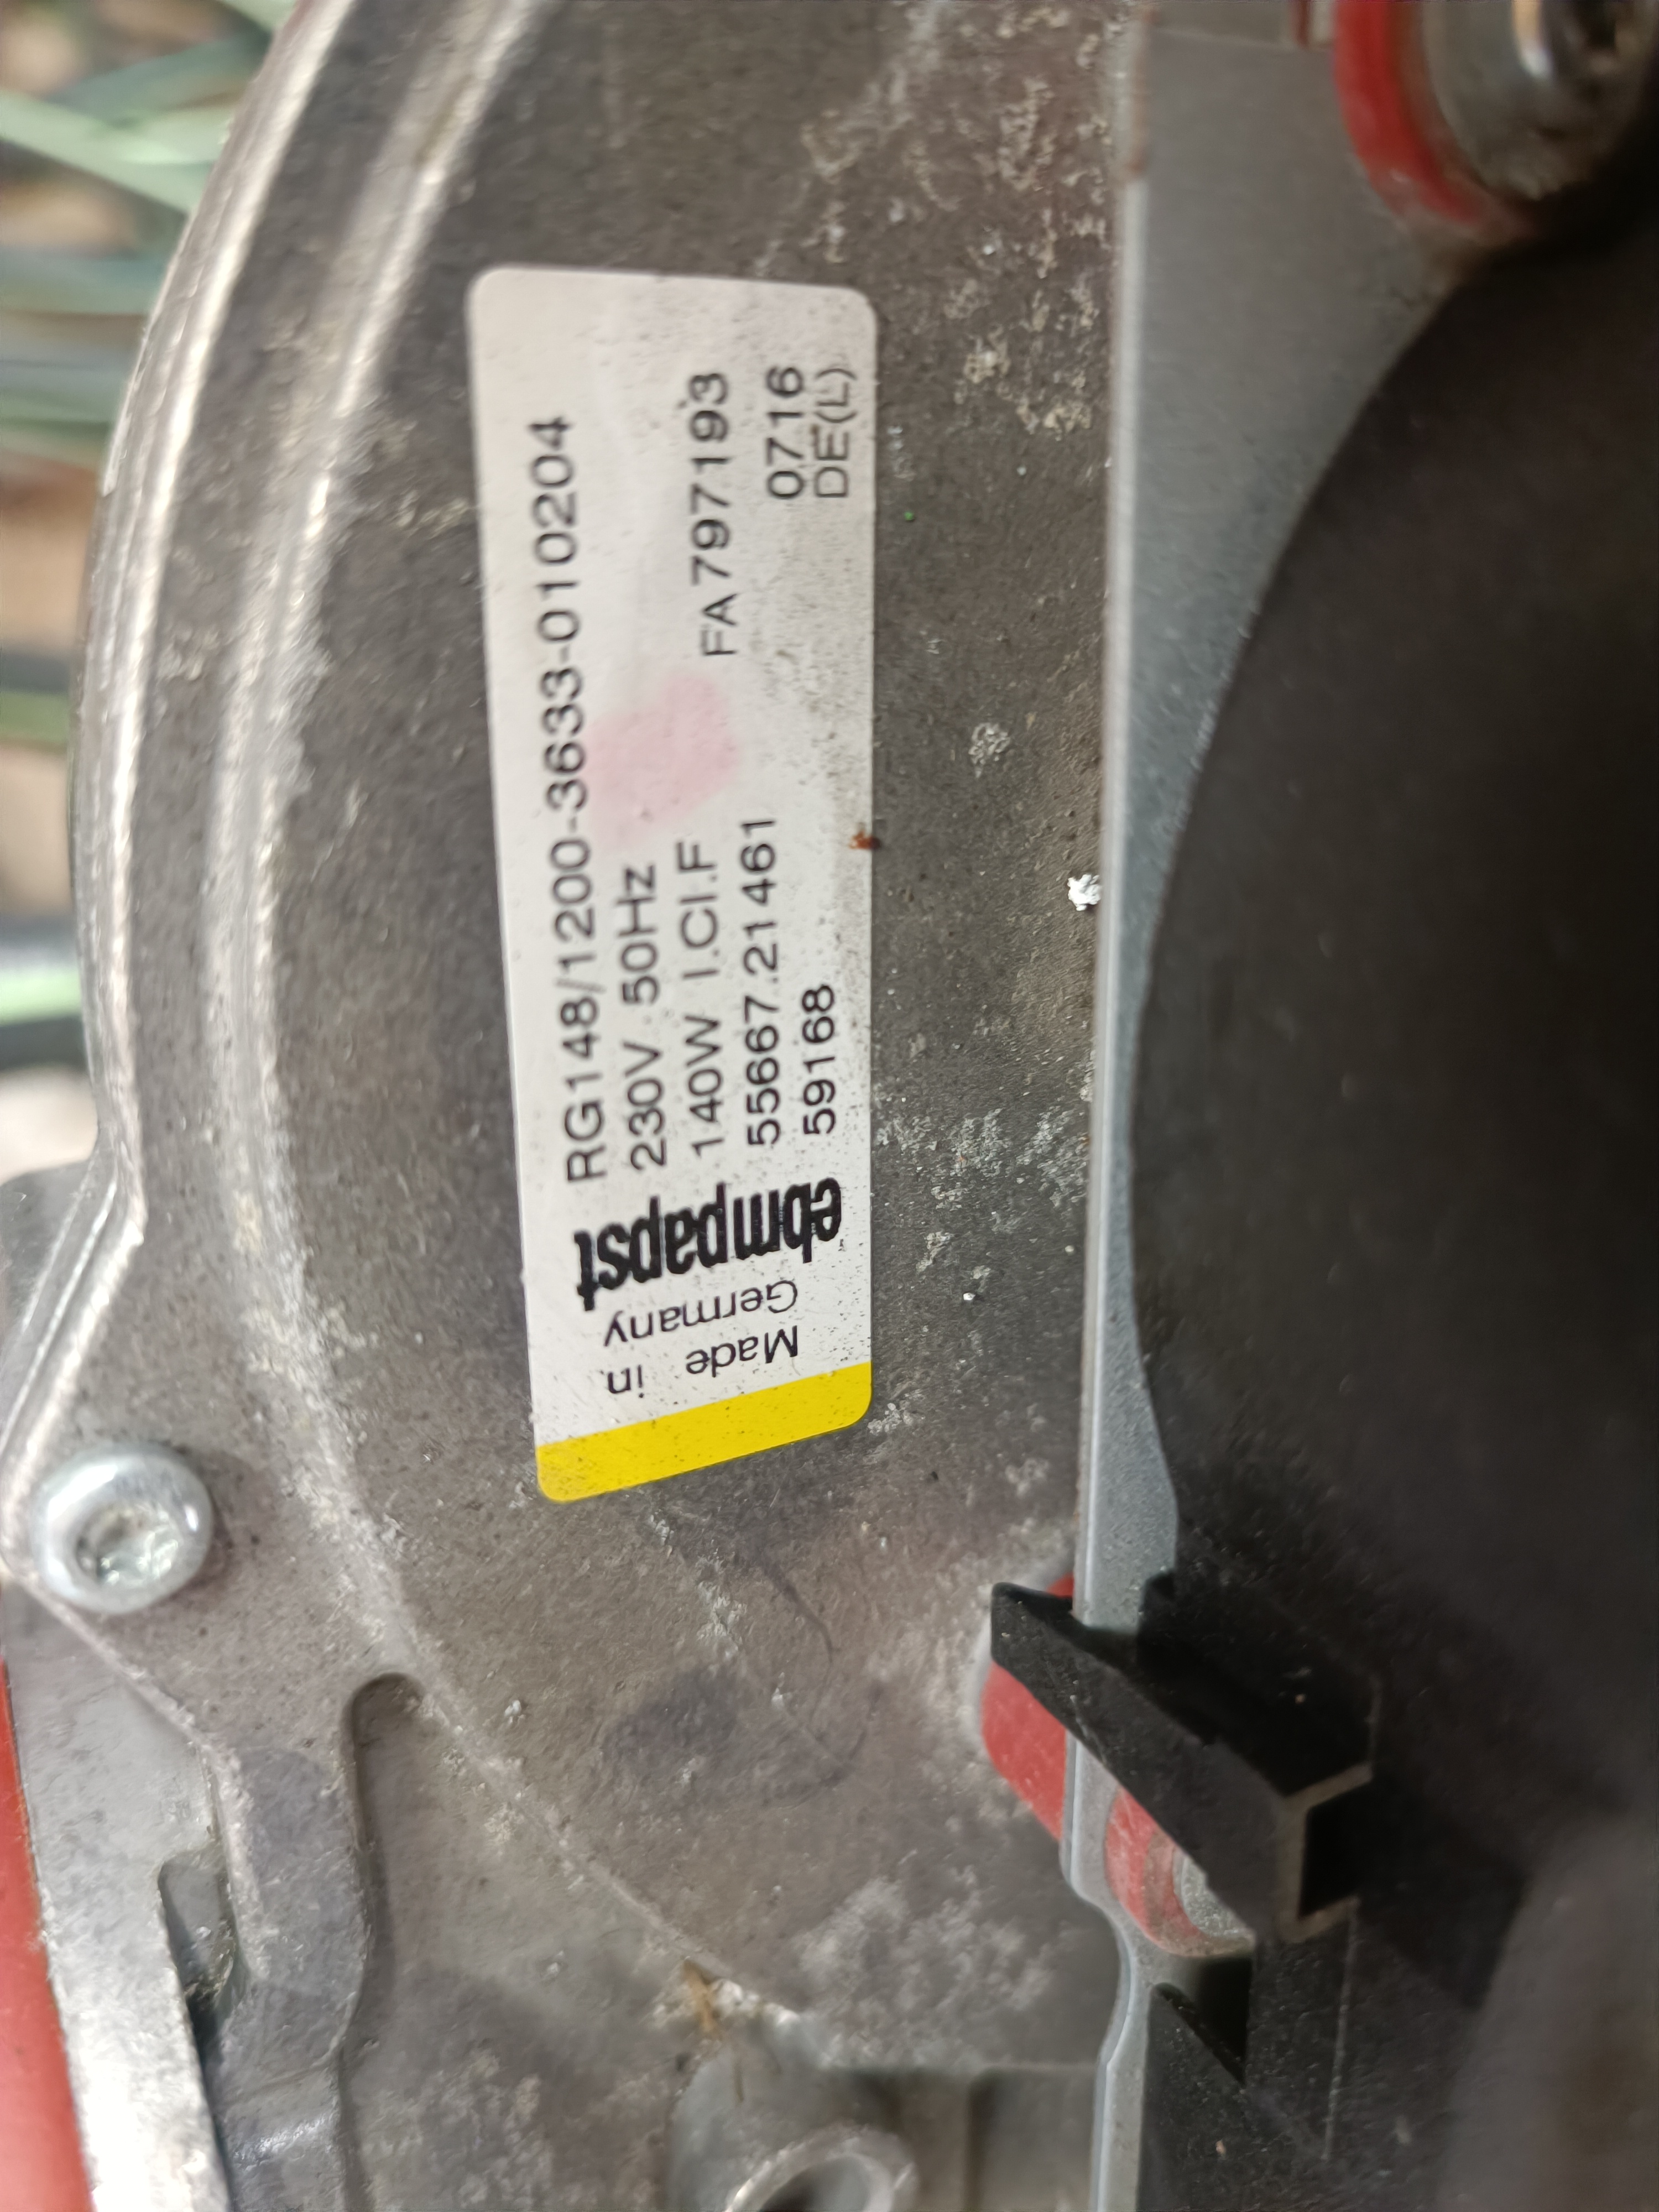 RG148/1200-3633-010204
230V 50Hz
140W I.Cl.F FA 797193
55667.21461 0716
59168 DE(L)
ebmpapst
Made in
Germany